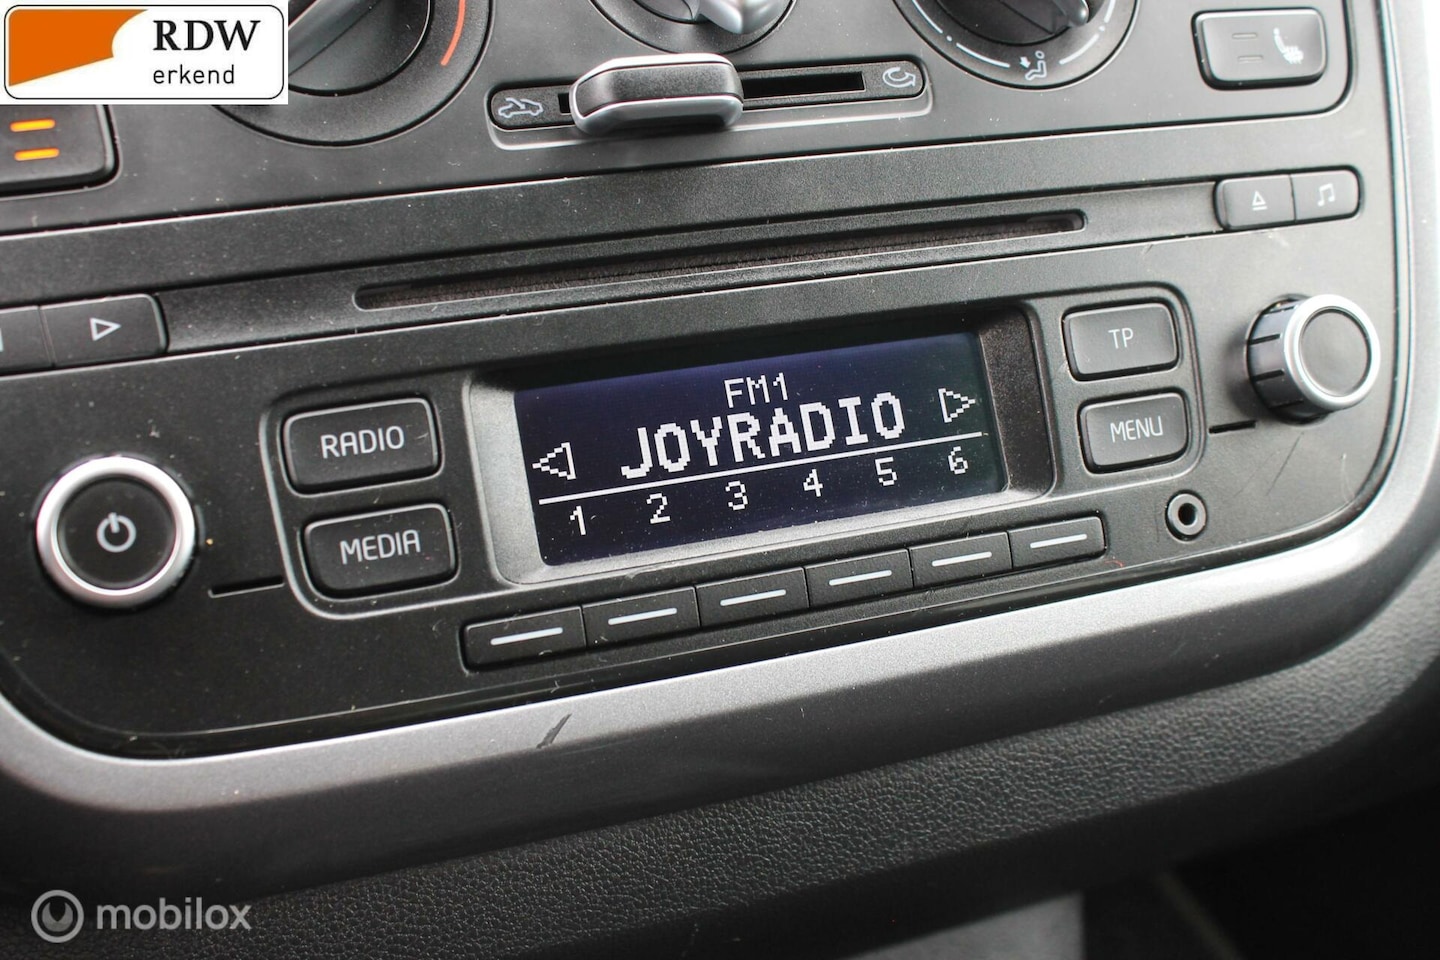 RDW
erkend
FM1
JOYRADIO
1 2 3 4 5 6
RADIO
MEDIA
TP
MENU
mobilox